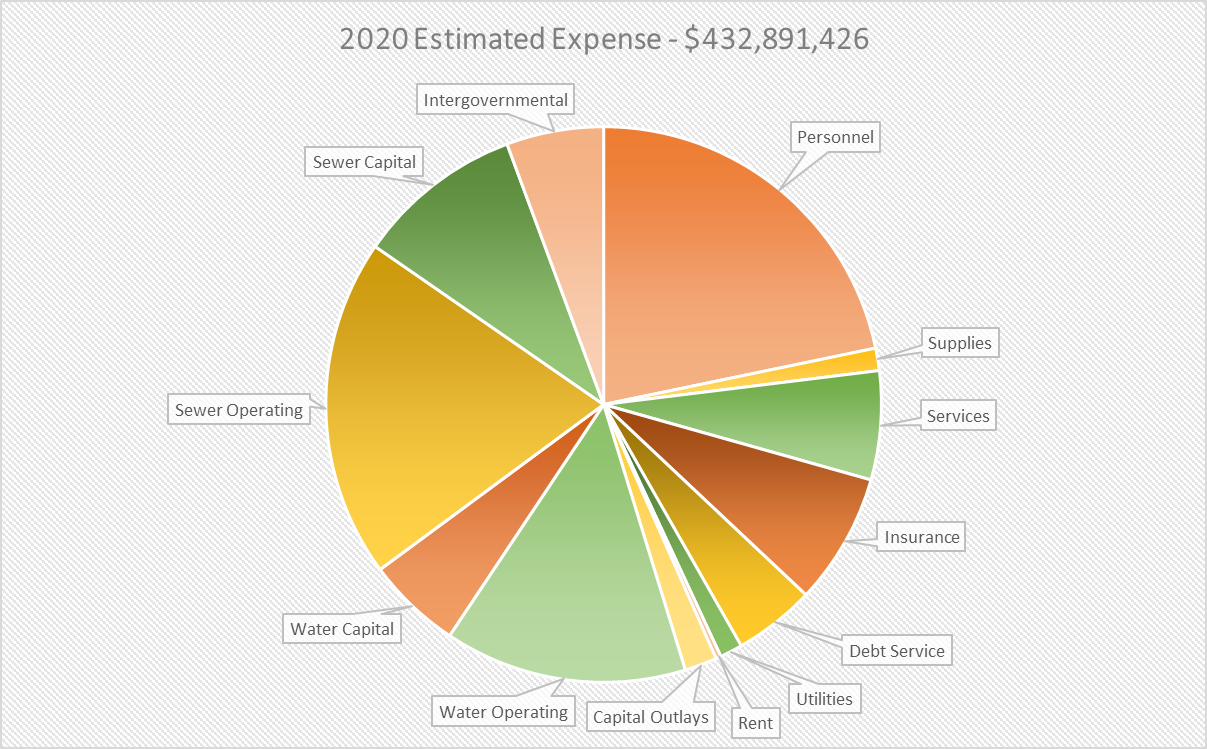 2020 Estimated Expense - $432,891,426
Intergovernmental
Personnel
Sewer Capital
Supplies
Sewer Operating
Services
Insurance
Water Capital
Debt Service
Utilities
Water Operating
Capital Outlays
Rent